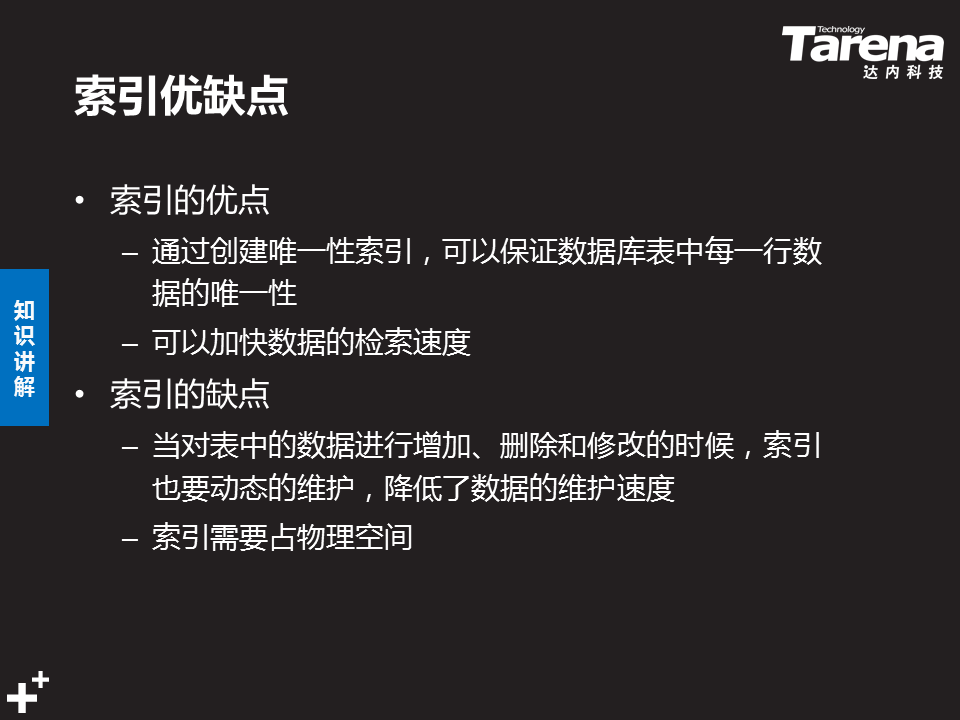 Technology
Tarena
达内科技
索引优缺点
• 索引的优点
– 通过创建唯一性索引，可以保证数据库表中每一行数
据的唯一性
– 可以加快数据的检索速度
知识讲解
• 索引的缺点
– 当对表中的数据进行增加、删除和修改的时候，索引
也要动态的维护，降低了数据的维护速度
– 索引需要占物理空间